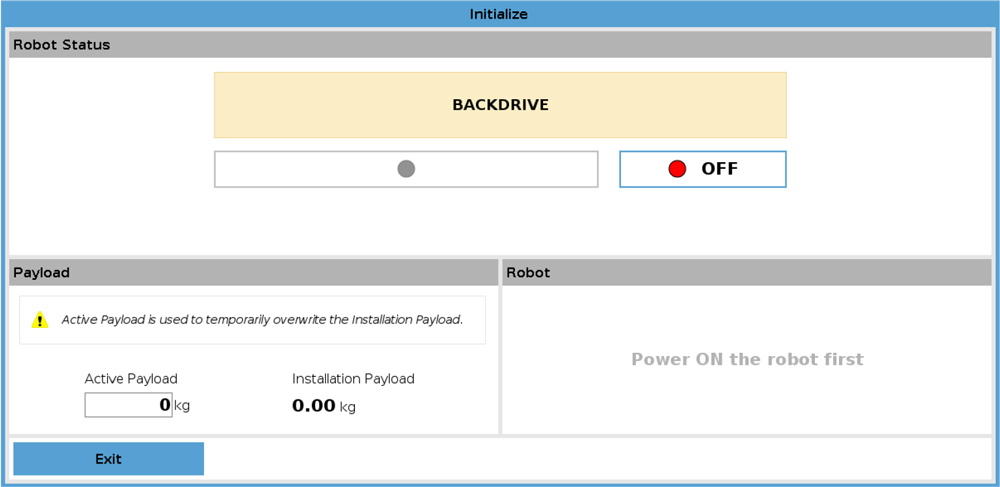 Initialize
Robot Status
BACKDRIVE
OFF
Payload
Active Payload is used to temporarily overwrite the Installation Payload.
Active Payload
Installation Payload
0 kg
0.00 kg
Robot
Power ON the robot first
Exit